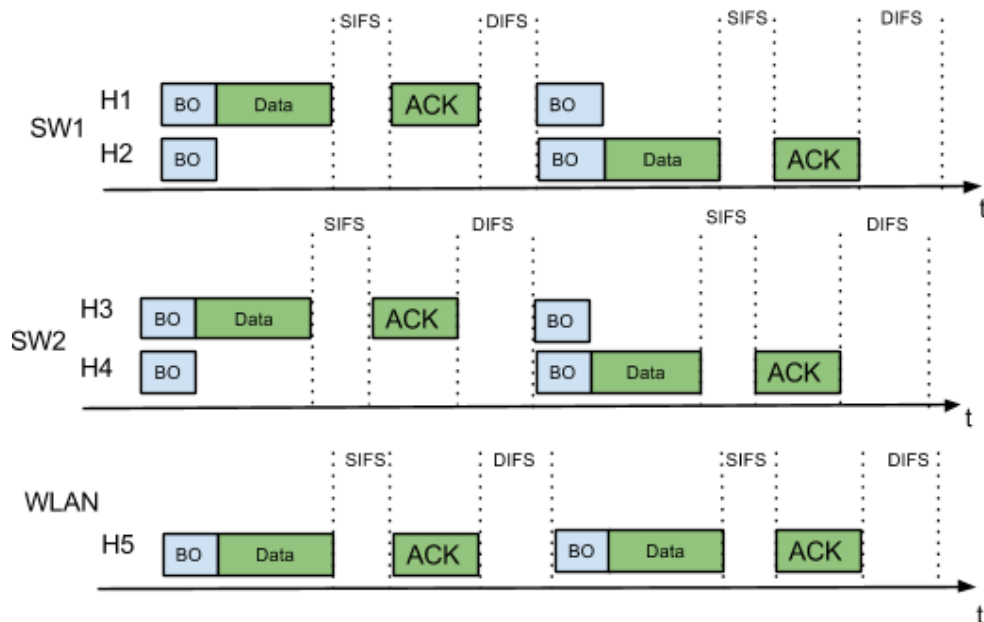 SIFS DIFS SIFS DIFS
H1 BO Data ACK BO
SW1
H2 BO BO Data ACK
t
SIFS DIFS SIFS DIFS
H3 BO Data ACK BO
SW2
H4 BO BO Data ACK
t
SIFS DIFS SIFS DIFS
WLAN
H5 BO Data ACK BO Data ACK
t